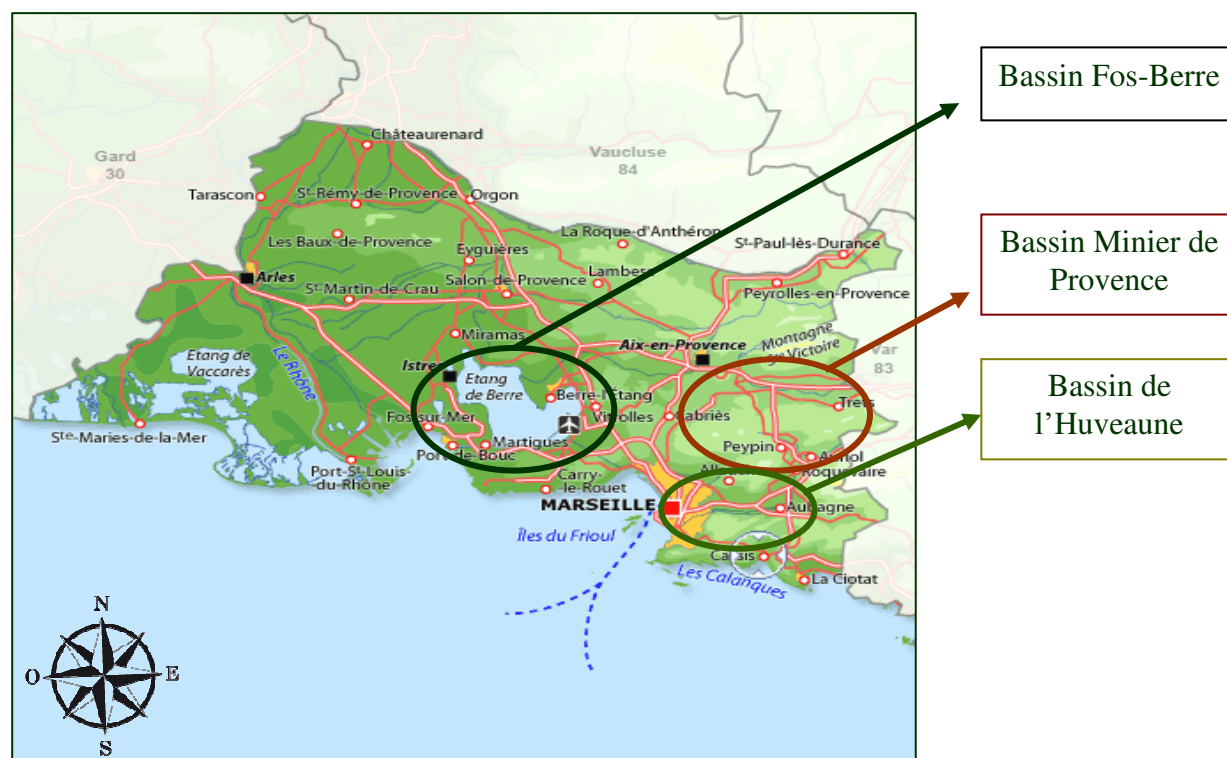 Bassin Fos-Berre
Bassin Minier de
Provence
Bassin de
l'Huveaune
Gard
30
Vaucluse
84
Var
83
Châteaurenard
Tarascon
St-Rémy-de-Provence
Orgon
La Roque-d'Anthéron
St-Paul-lès-Durance
Les Baux-de-Provence
Eyguières
Lambesc
Arles
Salon-de-Provence
St-Martin-de-Crau
Peyrolles-en-Provence
Miramas
Aix-en-Provence
Montagne
Ste Victoire
Etang de
Vaccarès
Le Rhône
Istres
Etang
de Berre
Berre-l'Étang
Vitrolles
Cabriès
Trets
Ste-Maries-de-la-Mer
Fos-sur-Mer
Martigues
Port-de-Bouc
Peypin
Auriol
Roquevaire
Port-St-Louis-
du-Rhône
Carry-
le-Rouet
Allauch
MARSEILLE
Aubagne
Îles du Frioul
Cassis
Les Calanques
La Ciotat
N
O
E
S